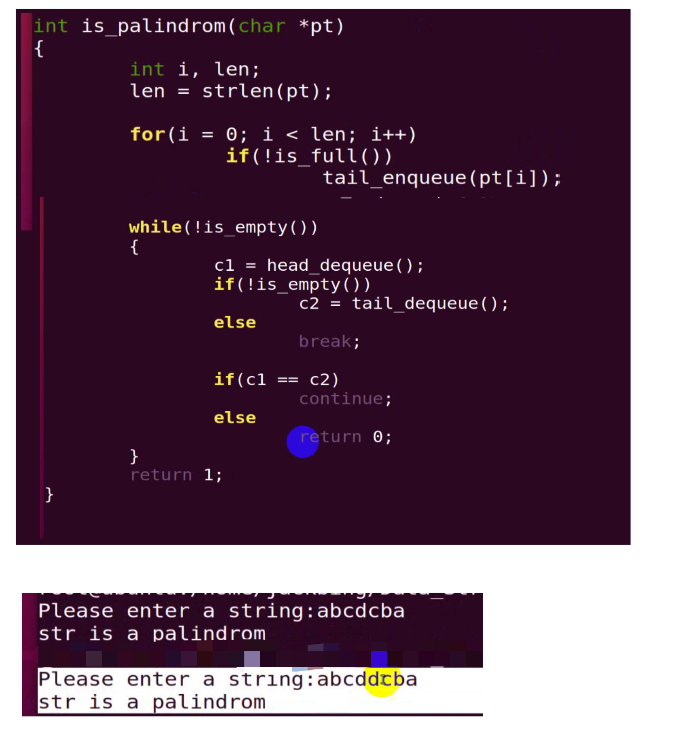 int is_palindrom(char *pt)
{
int i, len;
len = strlen(pt);
for(i = 0; i < len; i++)
if(!is_full())
tail_enqueue(pt[i]);
while(!is_empty())
{
c1 = head_dequeue();
if(!is_empty())
c2 = tail_dequeue();
else
break;
if(c1 == c2)
continue;
else
return 0;
}
return 1;
}
Please enter a string:abcdcba
str is a palindrom
Please enter a string:abcddcba
str is a palindrom